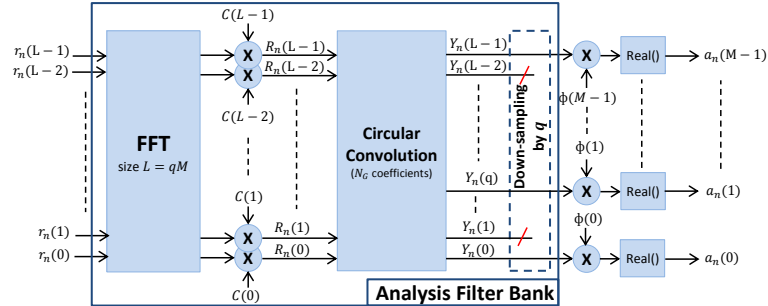 C(L−1)
r_n(L−1)
r_n(L−2)
R_n(L−1)
R_n(L−2)
C(L−2)
Y_n(L−1)
Y_n(L−2)
Real()
a_n(M−1)
ϕ(M−1)
FFT
size L = qM
Circular
Convolution
(N_G coefficients)
Down-sampling
by q
ϕ(1)
C(1)
Y_n(q)
X
Real()
a_n(1)
r_n(1)
r_n(0)
R_n(1)
R_n(0)
Y_n(1)
Y_n(0)
ϕ(0)
X
X
X
X
X
X
Real()
a_n(0)
C(0)
Analysis Filter Bank